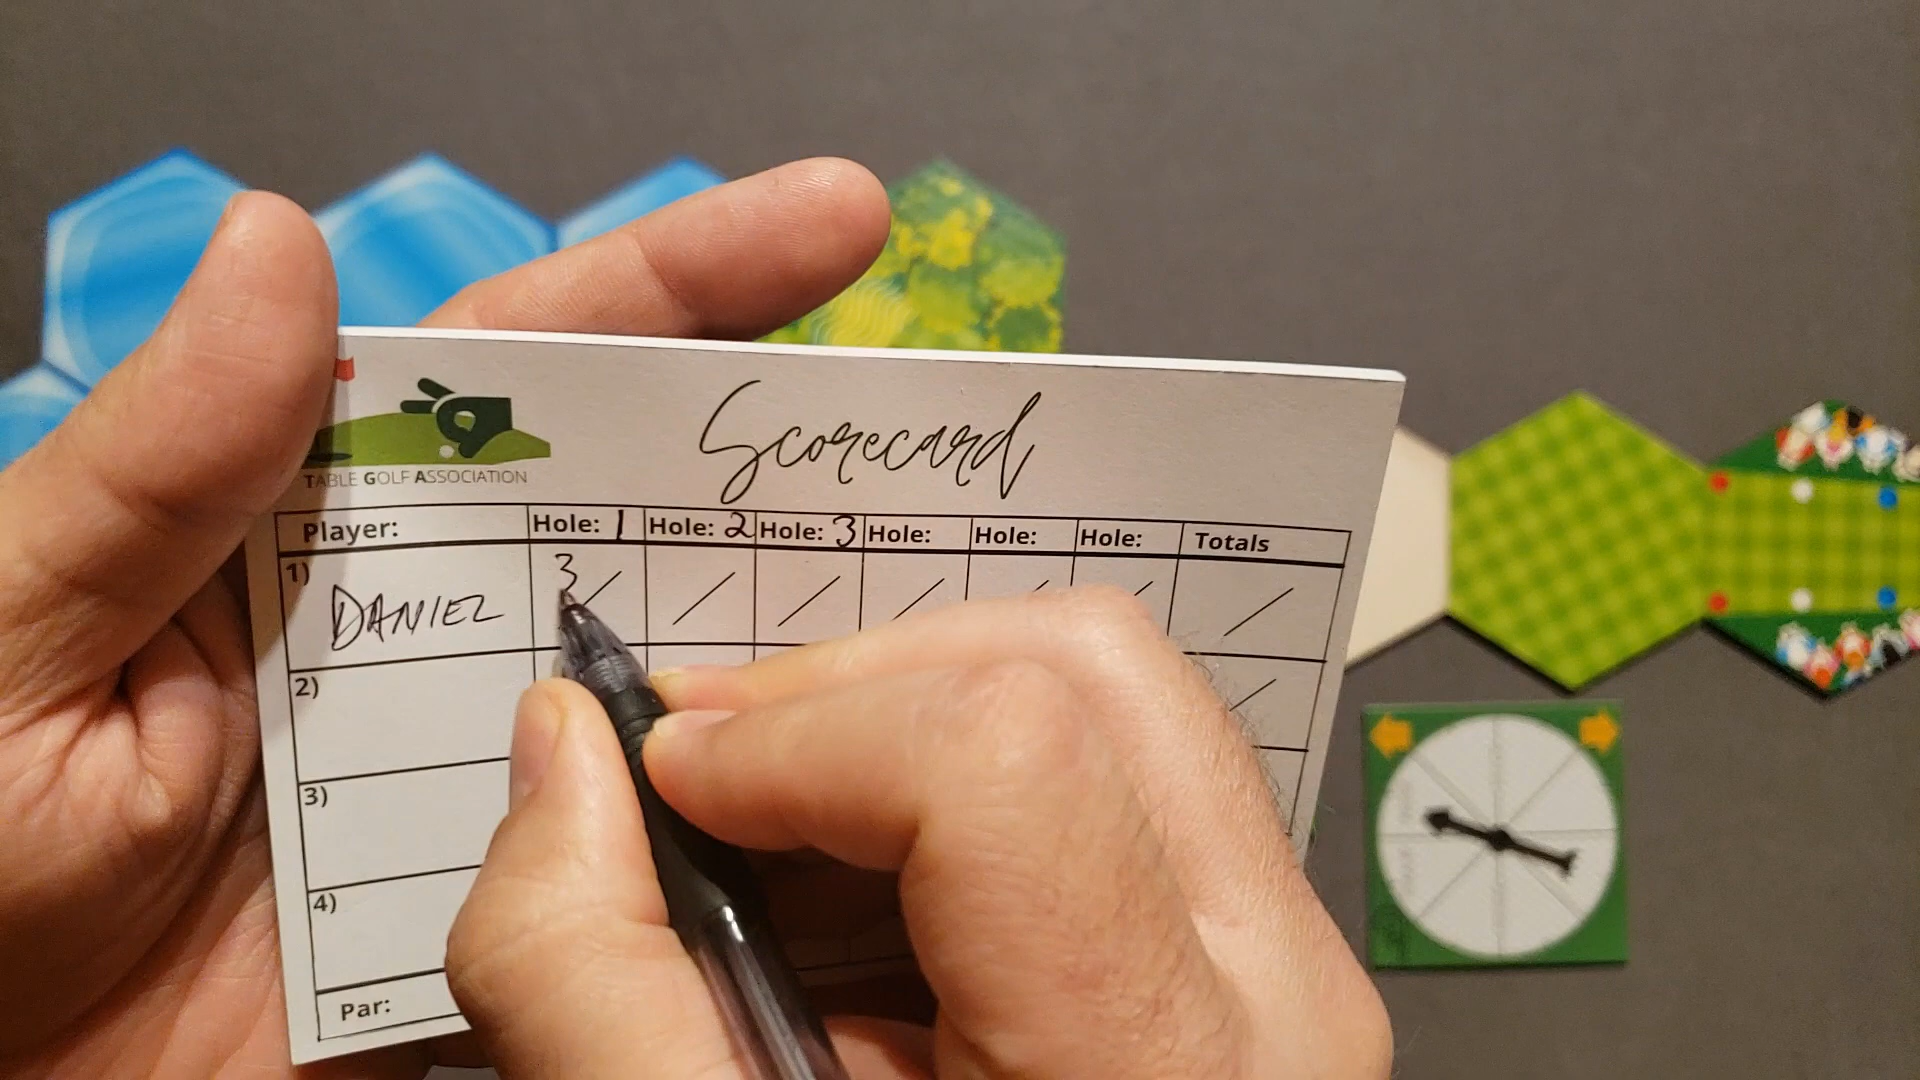 Scorecard
TABLE GOLF ASSOCIATION
Player: Hole: 1 Hole: 2 Hole: 3 Hole: Hole: Hole: Totals
1) DANIEL 3
2)
3)
4)
Par: